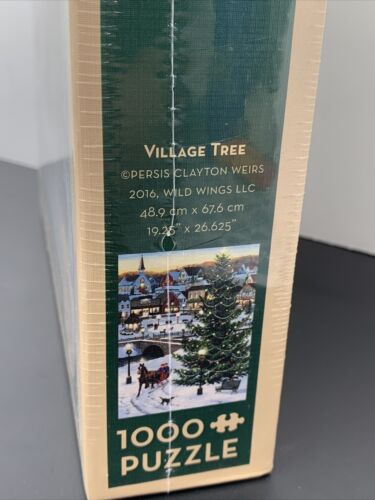 VILLAGE TREE
©PERSIS CLAYTON WEIRS
2016, WILD WINGS LLC
48.9 cm x 67.6 cm
19.25" x 26.625"
1000
PUZZLE